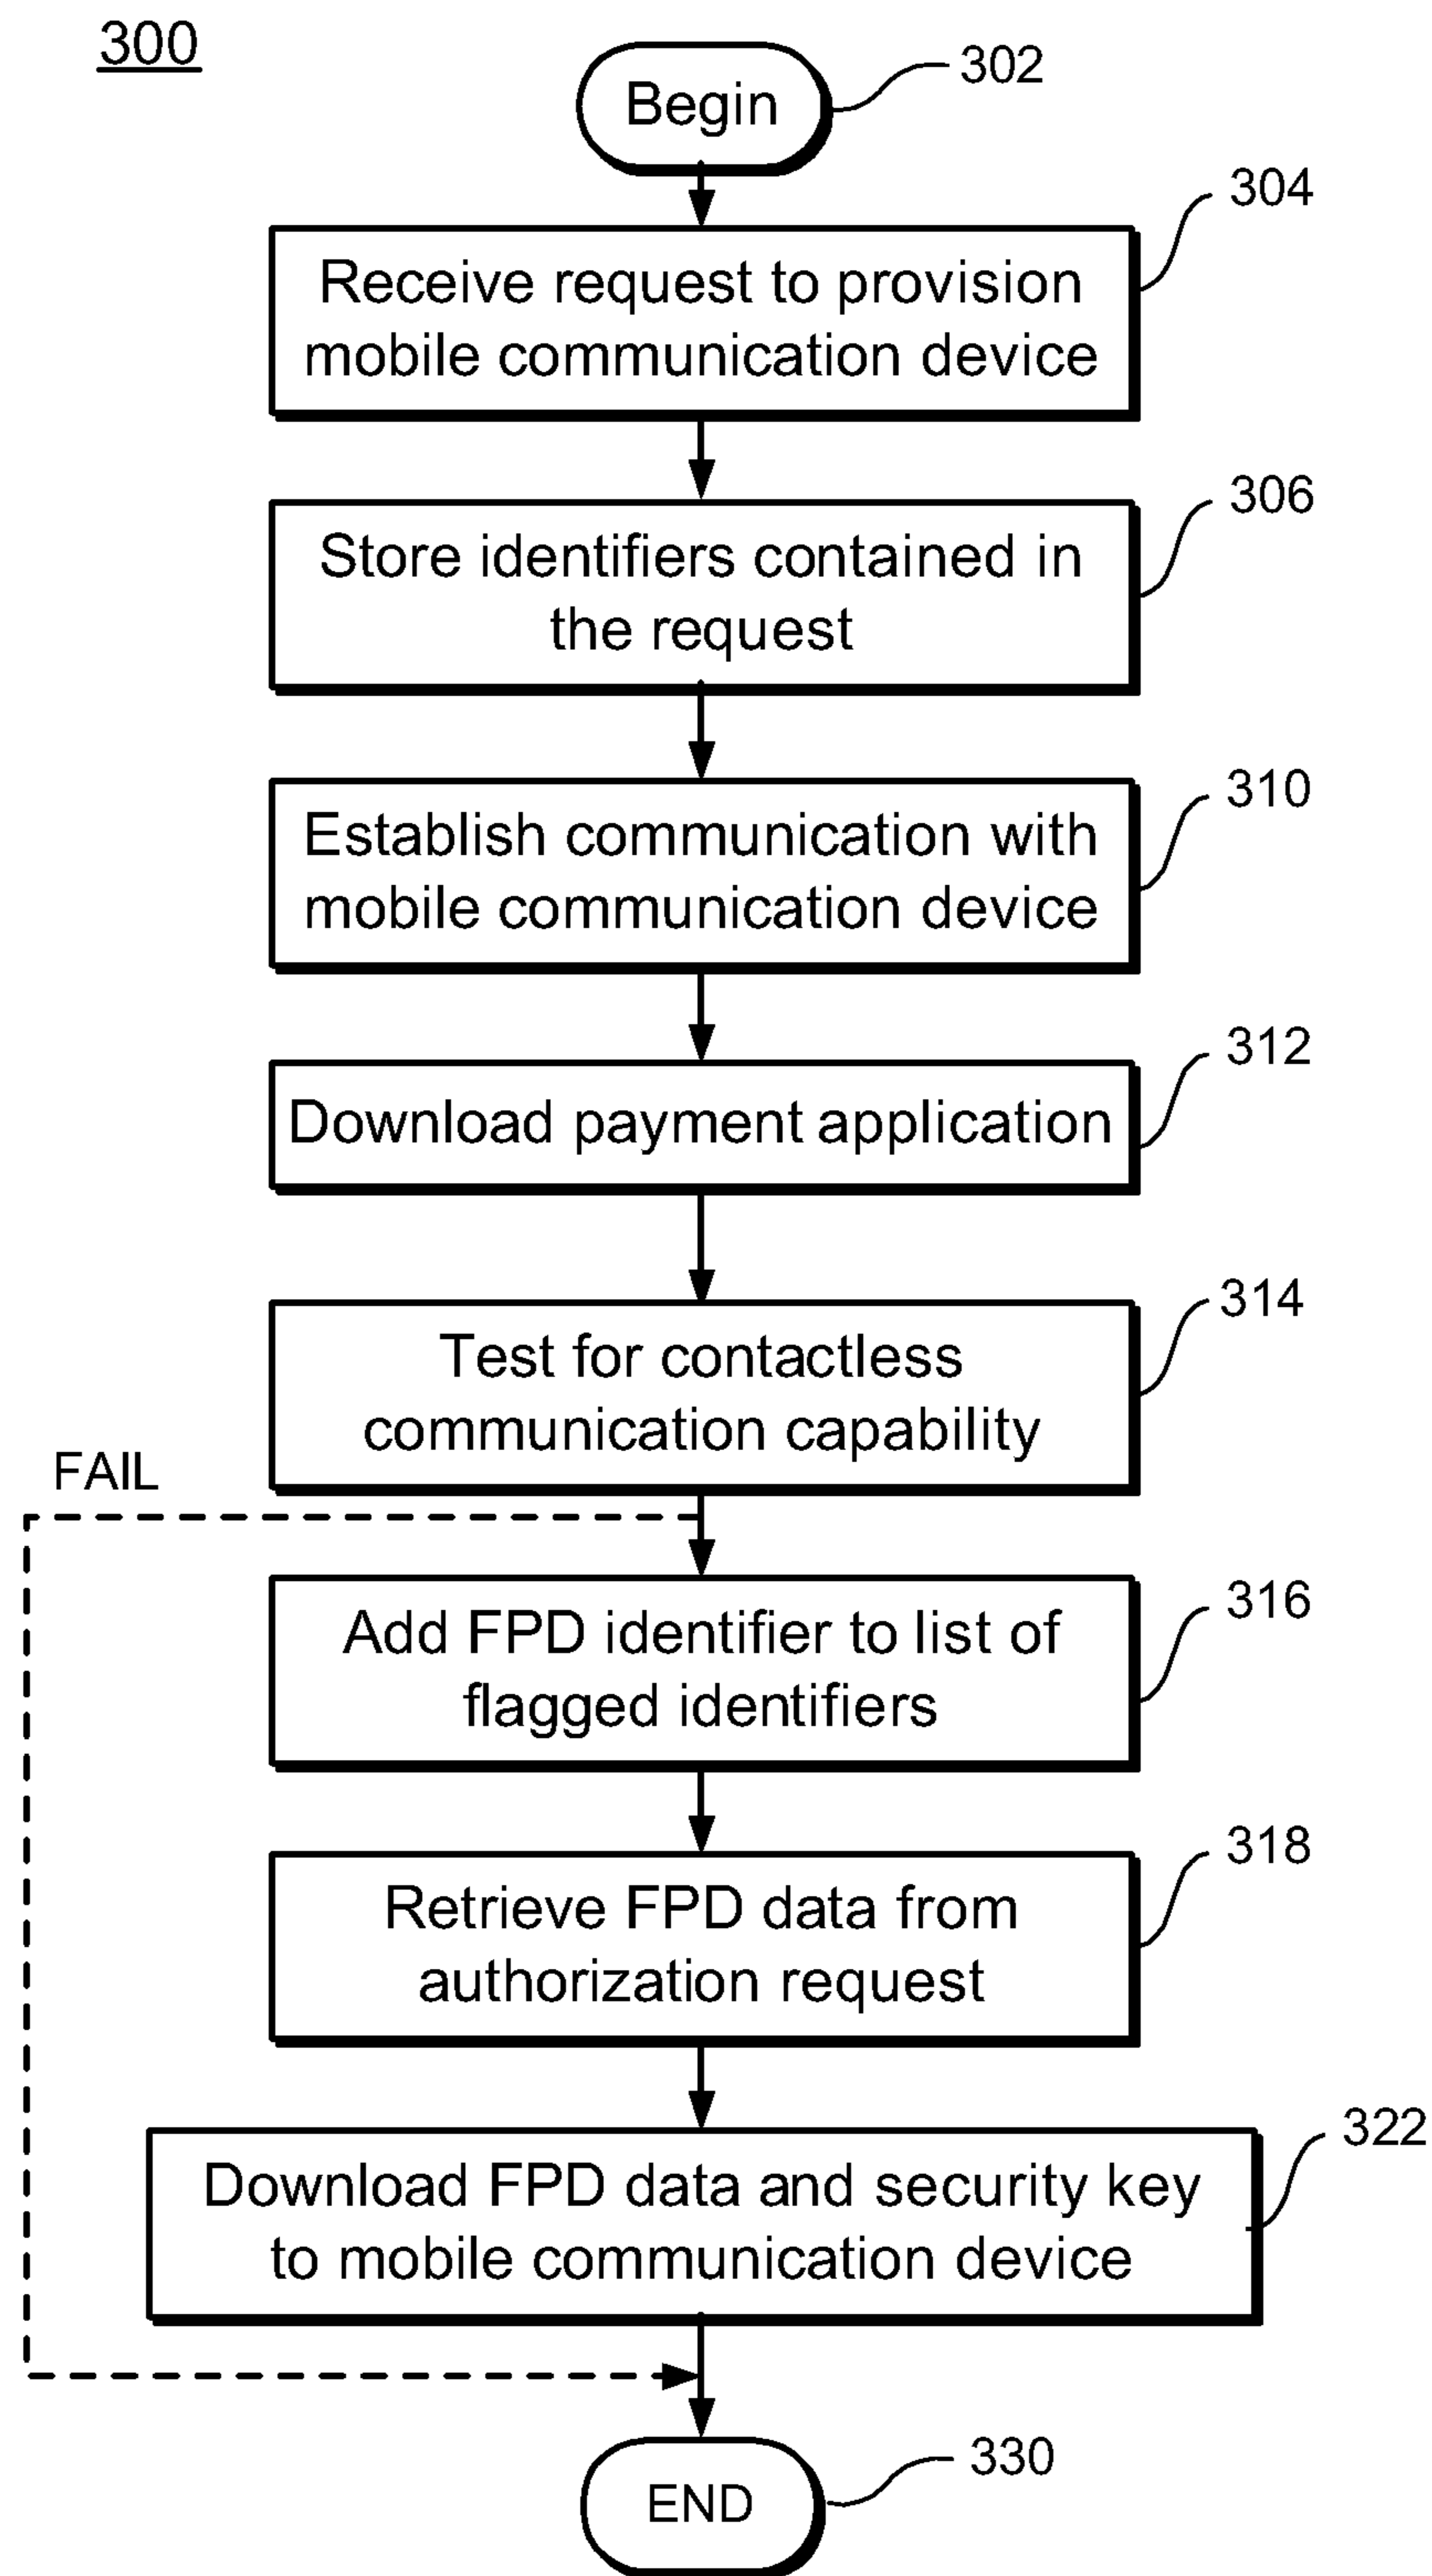 300
Begin
302
304
Receive request to provision
mobile communication device
306
Store identifiers contained in
the request
310
Establish communication with
mobile communication device
312
Download payment application
314
Test for contactless
communication capability
FAIL
316
Add FPD identifier to list of
flagged identifiers
318
Retrieve FPD data from
authorization request
322
Download FPD data and security key
to mobile communication device
330
END